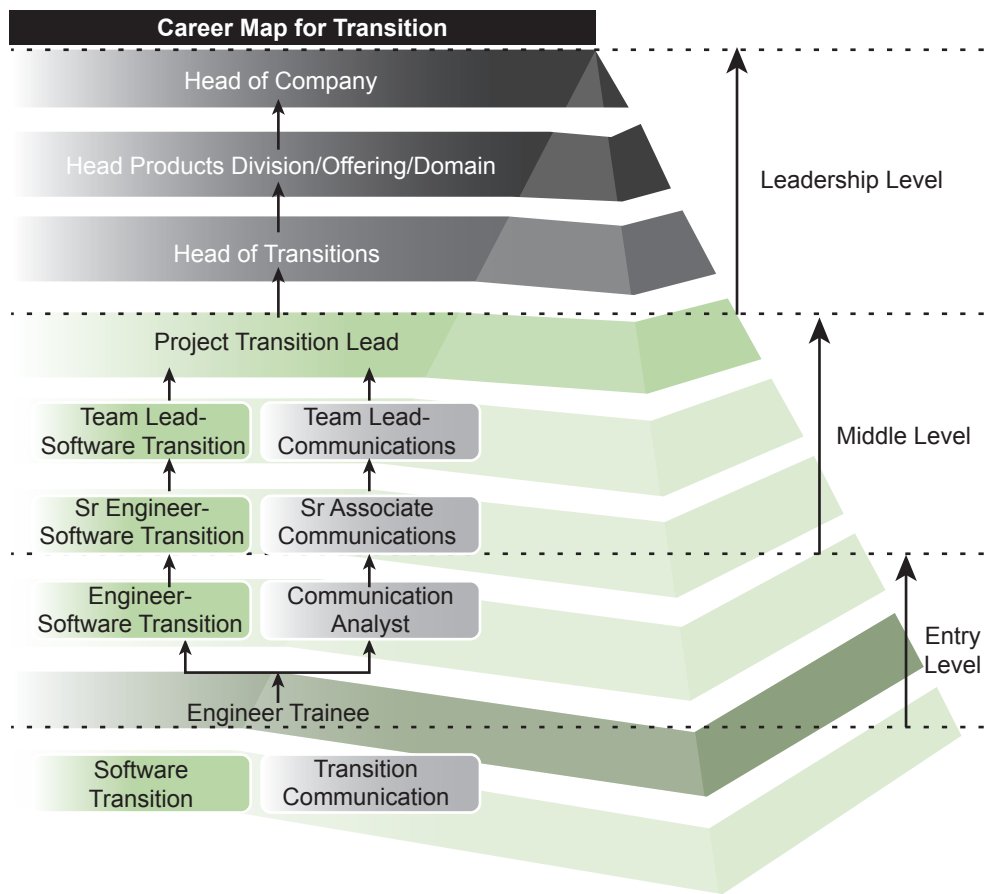 Career Map for Transition
Head of Company
Head Products Division/Offering/Domain
Leadership Level
Head of Transitions
Project Transition Lead
Team Lead-
Software Transition
Team Lead-
Communications
Middle Level
Sr Engineer-
Software Transition
Sr Associate
Communications
Engineer-
Software Transition
Communication
Analyst
Entry
Level
Engineer Trainee
Software
Transition
Transition
Communication